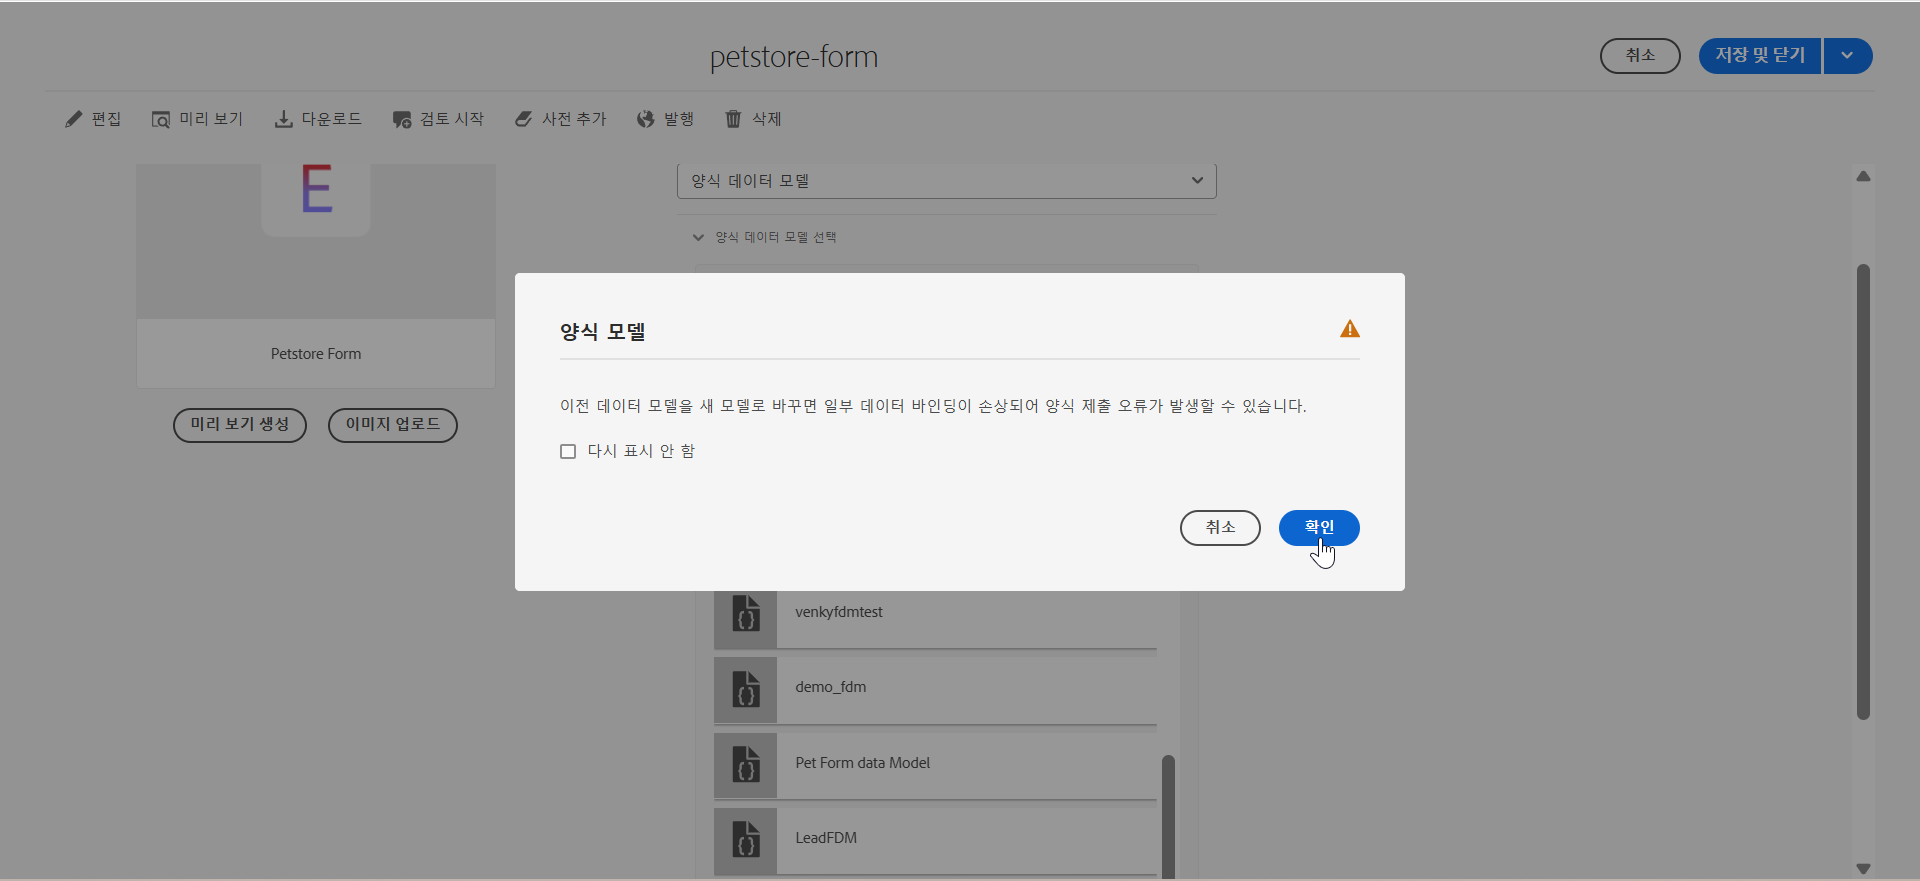 petstore-form
취소
저장 및 닫기
편집
미리 보기
다운로드
검토 시작
사전 추가
발행
삭제
E
Petstore Form
미리 보기 생성
이미지 업로드
양식 데이터 모델
양식 데이터 모델 선택
양식 모델
이전 데이터 모델을 새 모델로 바꾸면 일부 데이터 바인딩이 손상되어 양식 제출 오류가 발생할 수 있습니다.
다시 표시 안 함
취소
확인
venkyfdmtest
demo_fdm
Pet Form data Model
LeadFDM